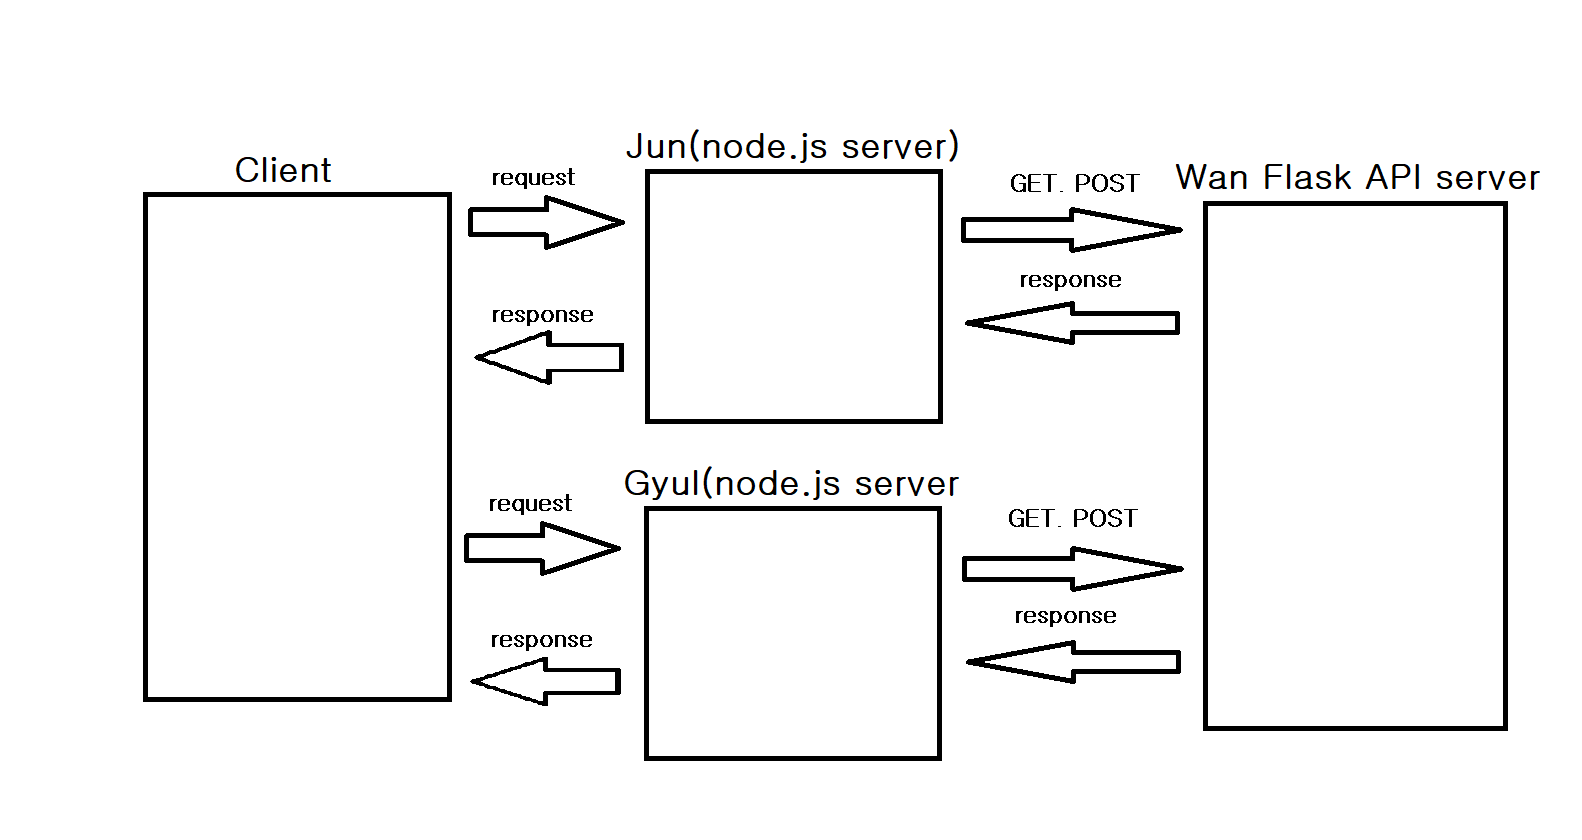 Client
request
response
request
response
Jun(node.js server)
Gyul(node.js server
GET. POST
response
GET. POST
response
Wan Flask API server